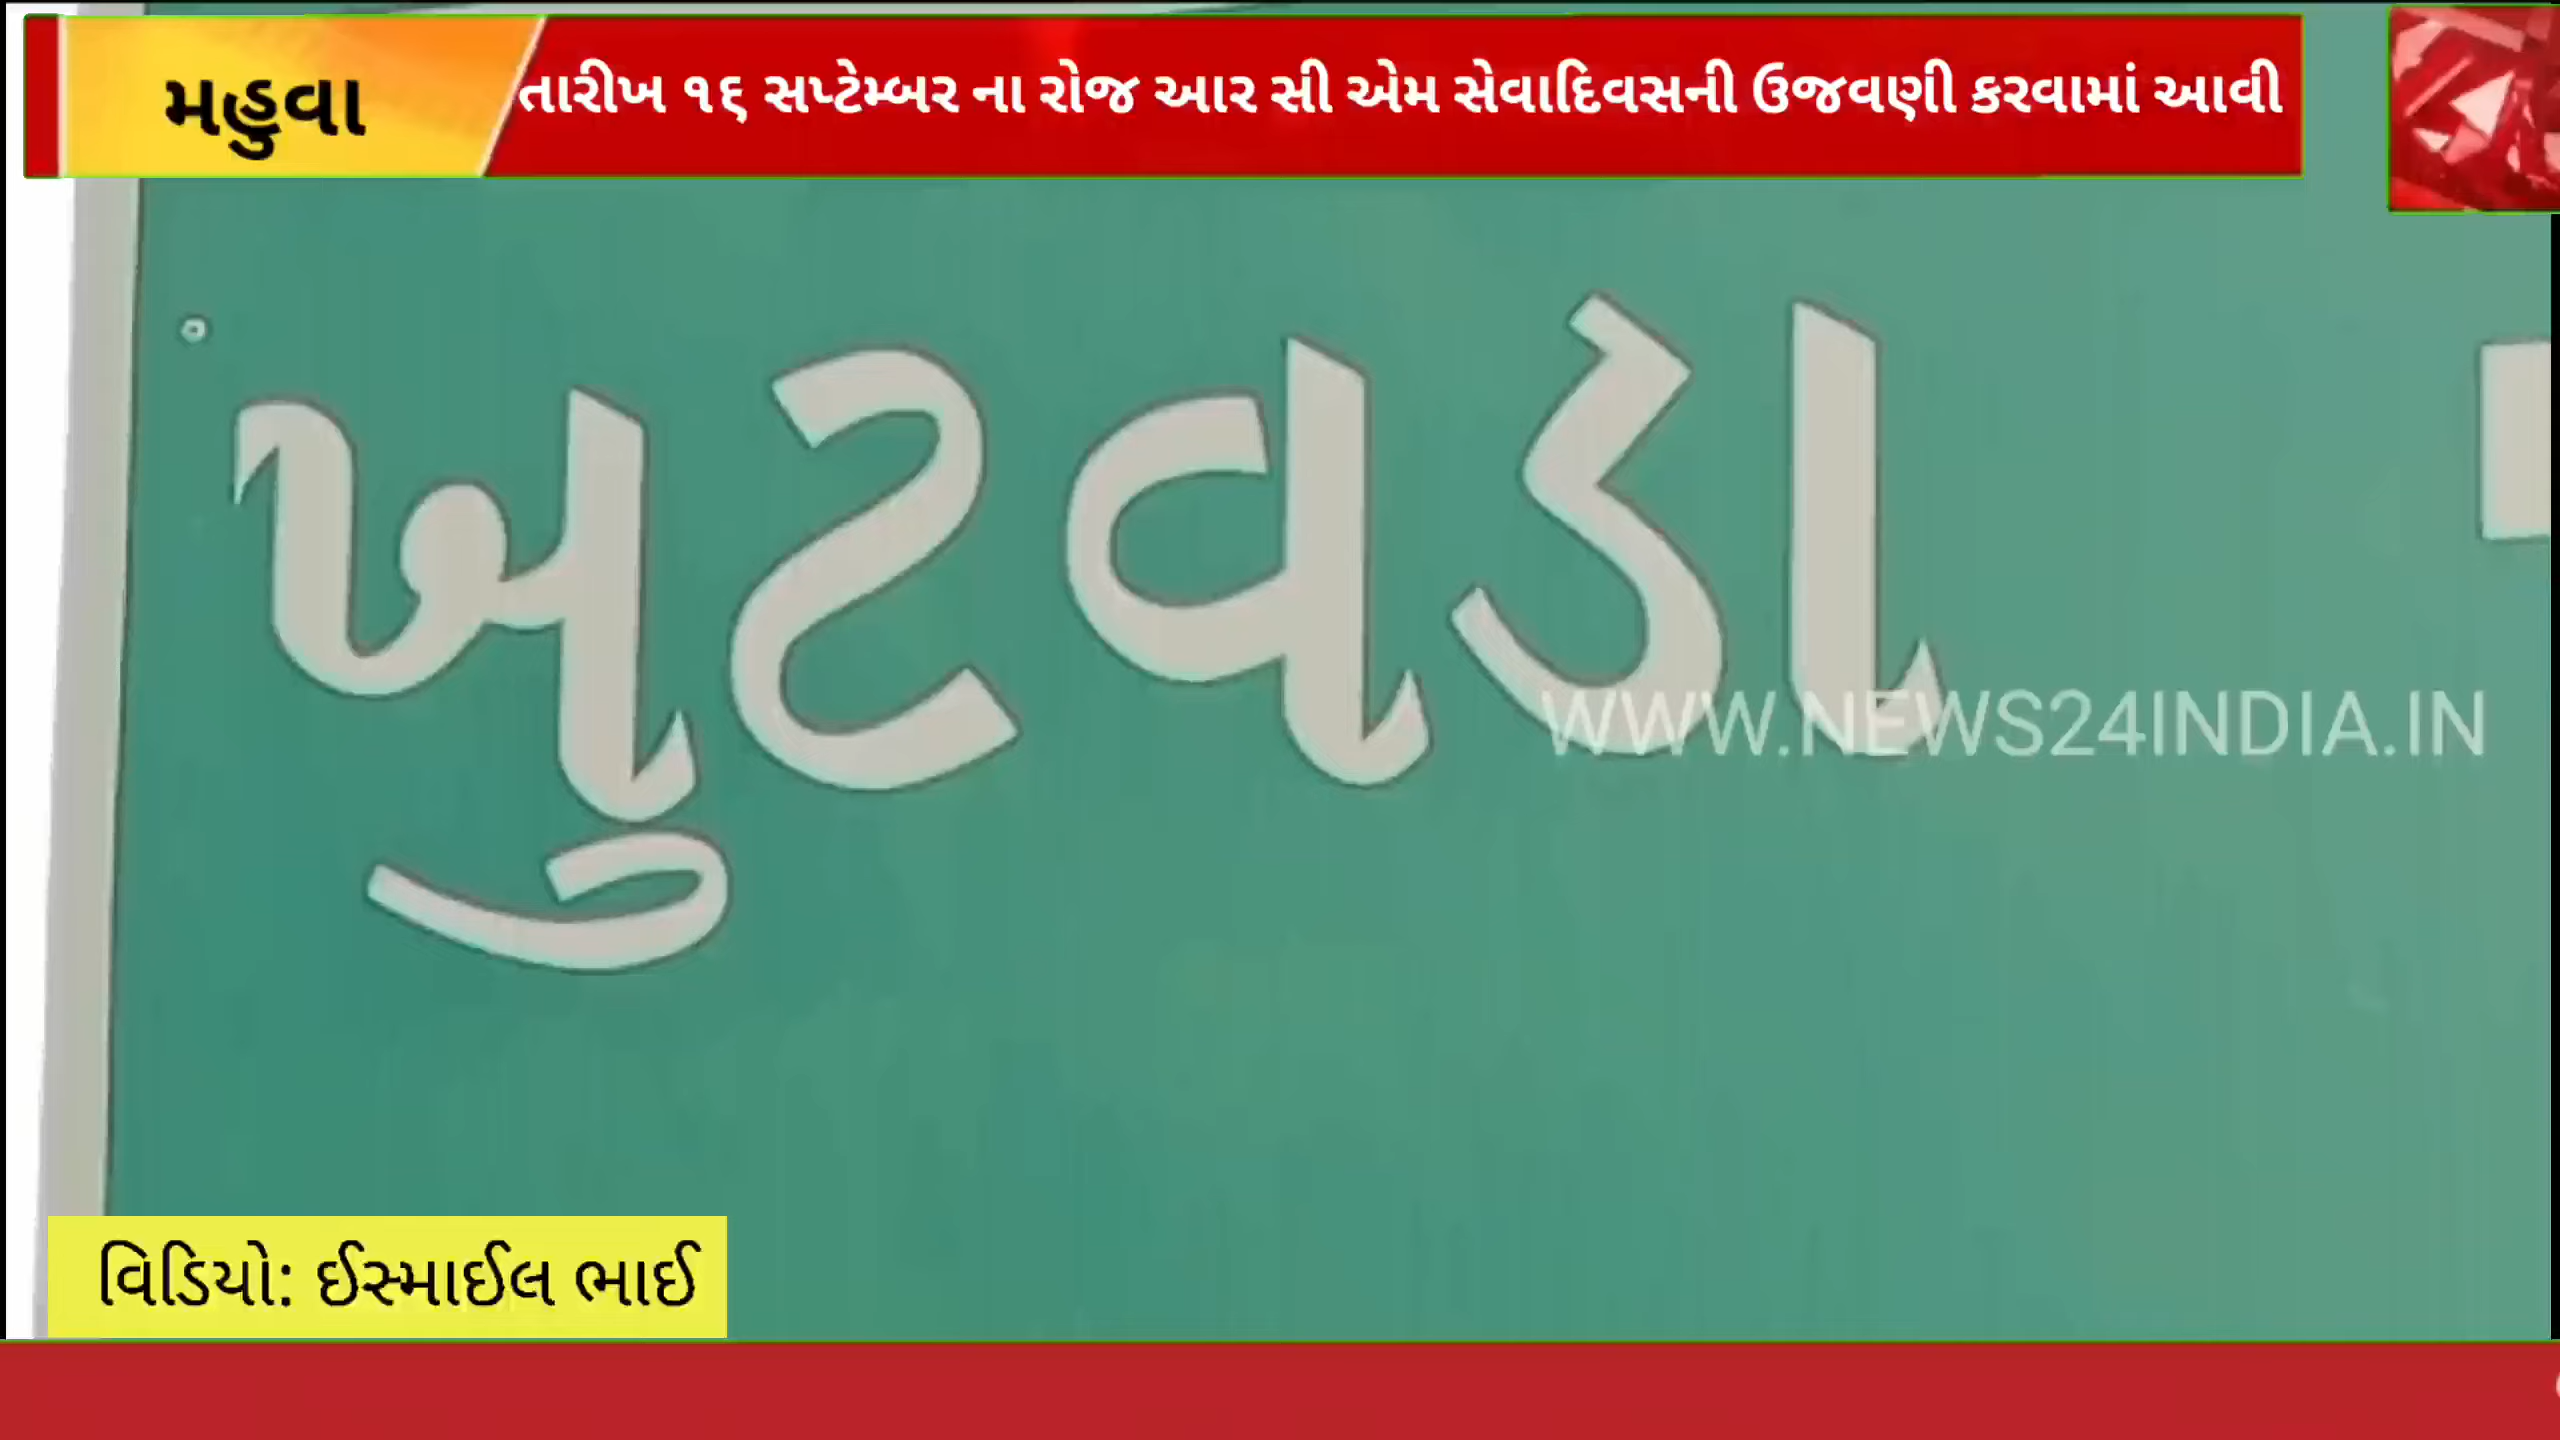 મહુવા
તારીખ ૧૬ સપ્ટેમ્બર ના રોજ આર સી એમ સેવાદિવસની ઉજવણી કરવામાં આવી
ખુટવડા
WWW.NEWS24INDIA.IN
વિડિયો: ઈસ્માઈલ ભાઈ